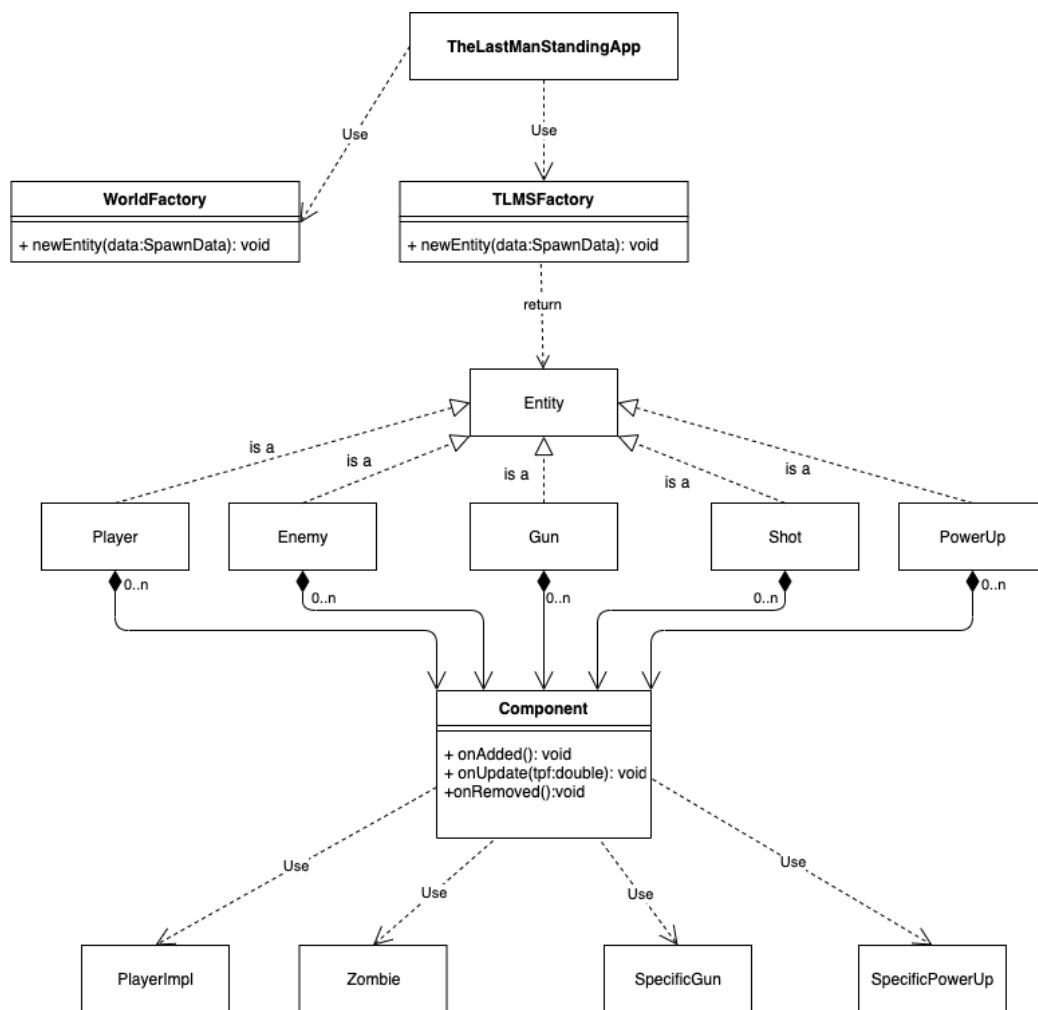 TheLastManStandingApp
Use
Use
WorldFactory
+ newEntity(data:SpawnData): void
TLMSFactory
+ newEntity(data:SpawnData): void
return
Entity
is a
is a
is a
is a
is a
Player
Enemy
Gun
Shot
PowerUp
0..n
0..n
0..n
0..n
0..n
Component
+ onAdded(): void
+ onUpdate(tpf:double): void
+onRemoved():void
Use
Use
Use
Use
PlayerImpl
Zombie
SpecificGun
SpecificPowerUp